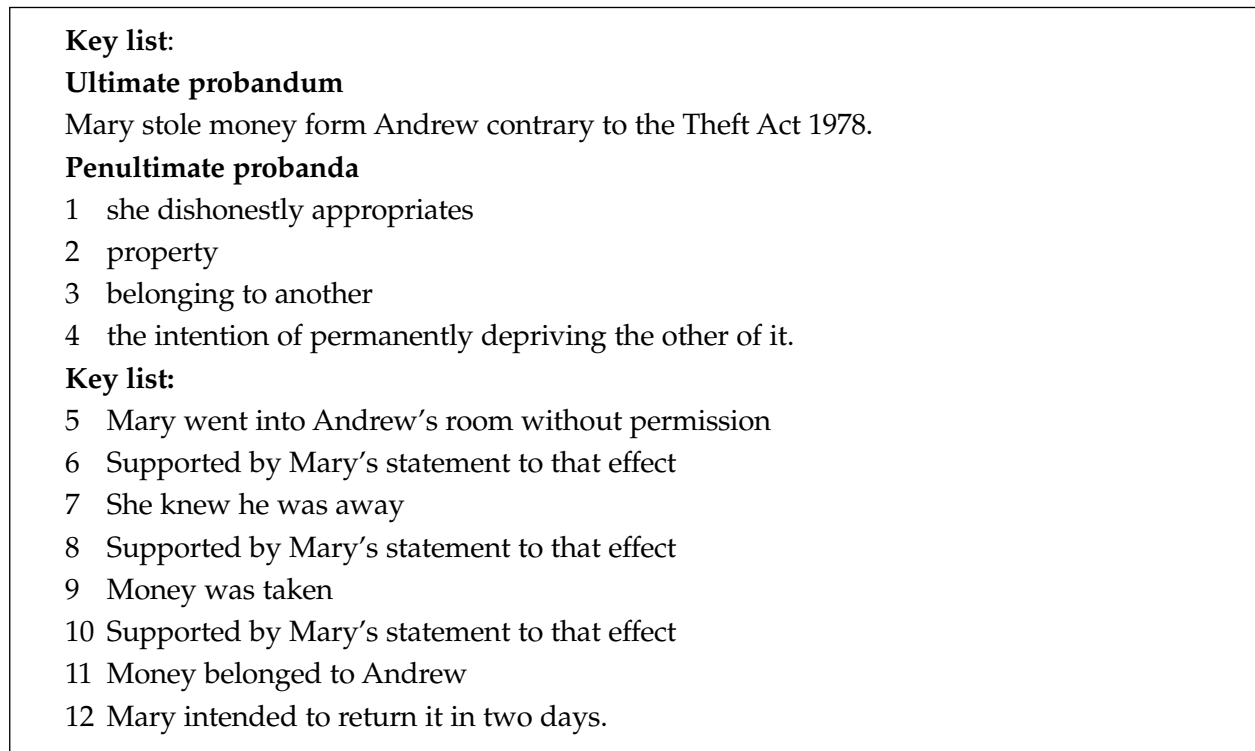 Key list:
Ultimate probandum
Mary stole money form Andrew contrary to the Theft Act 1978.
Penultimate probanda
1 she dishonestly appropriates
2 property
3 belonging to another
4 the intention of permanently depriving the other of it.
Key list:
5 Mary went into Andrew’s room without permission
6 Supported by Mary’s statement to that effect
7 She knew he was away
8 Supported by Mary’s statement to that effect
9 Money was taken
10 Supported by Mary’s statement to that effect
11 Money belonged to Andrew
12 Mary intended to return it in two days.